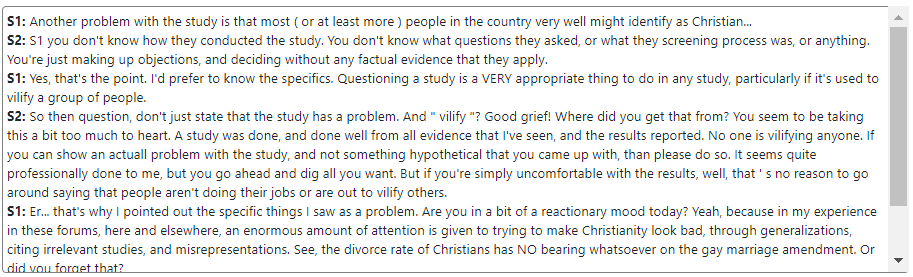 S1: Another problem with the study is that most ( or at least more ) people in the country very well might identify as Christian...
S2: S1 you don't know how they conducted the study. You don't know what questions they asked, or what they screening process was, or anything.
You're just making up objections, and deciding without any factual evidence that they apply.
S1: Yes, that's the point. I'd prefer to know the specifics. Questioning a study is a VERY appropriate thing to do in any study, particularly if it's used to
vilify a group of people.
S2: So then question, don't just state that the study has a problem. And " vilify "? Good grief! Where did you get that from? You seem to be taking
this a bit too much to heart. A study was done, and done well from all evidence that I've seen, and the results reported. No one is vilifying anyone. If
you can show an actuall problem with the study, and not something hypothetical that you came up with, than please do so. It seems quite
professionally done to me, but you go ahead and dig all you want. But if you're simply uncomfortable with the results, well, that ' s no reason to go
around saying that people aren't doing their jobs or are out to vilify others.
S1: Er... that's why I pointed out the specific things I saw as a problem. Are you in a bit of a reactionary mood today? Yeah, because in my experience
in these forums, here and elsewhere, an enormous amount of attention is given to trying to make Christianity look bad, through generalizations,
citing irrelevant studies, and misrepresentations. See, the divorce rate of Christians has NO bearing whatsoever on the gay marriage amendment. Or
did you forget that?